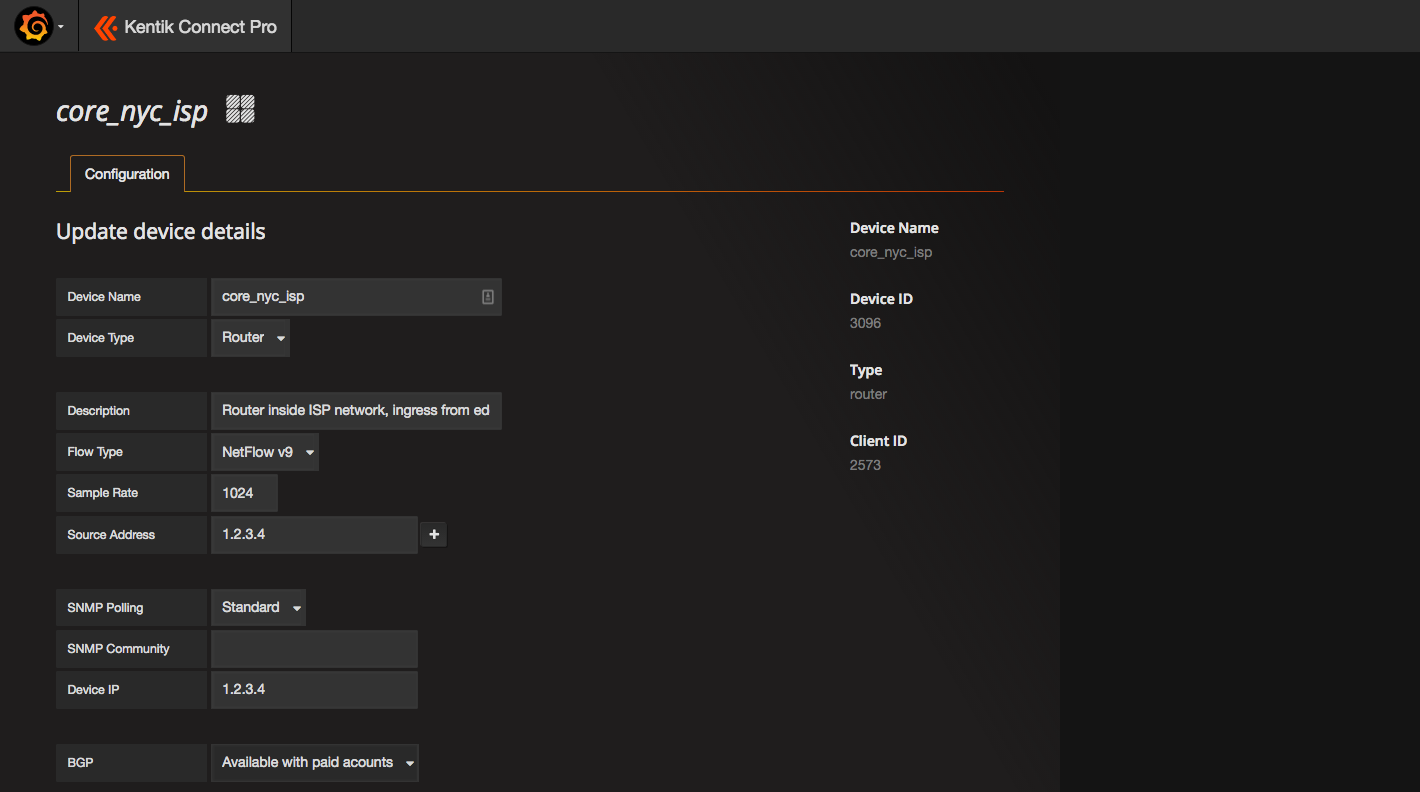 Kentik Connect Pro
core_nyc_isp
Configuration
Update device details
Device Name core_nyc_isp
Device Type Router
Description Router inside ISP network, ingress from ed
Flow Type NetFlow v9
Sample Rate 1024
Source Address 1.2.3.4 +
SNMP Polling Standard
SNMP Community
Device IP 1.2.3.4
BGP Available with paid acounts
Device Name
core_nyc_isp
Device ID
3096
Type
router
Client ID
2573